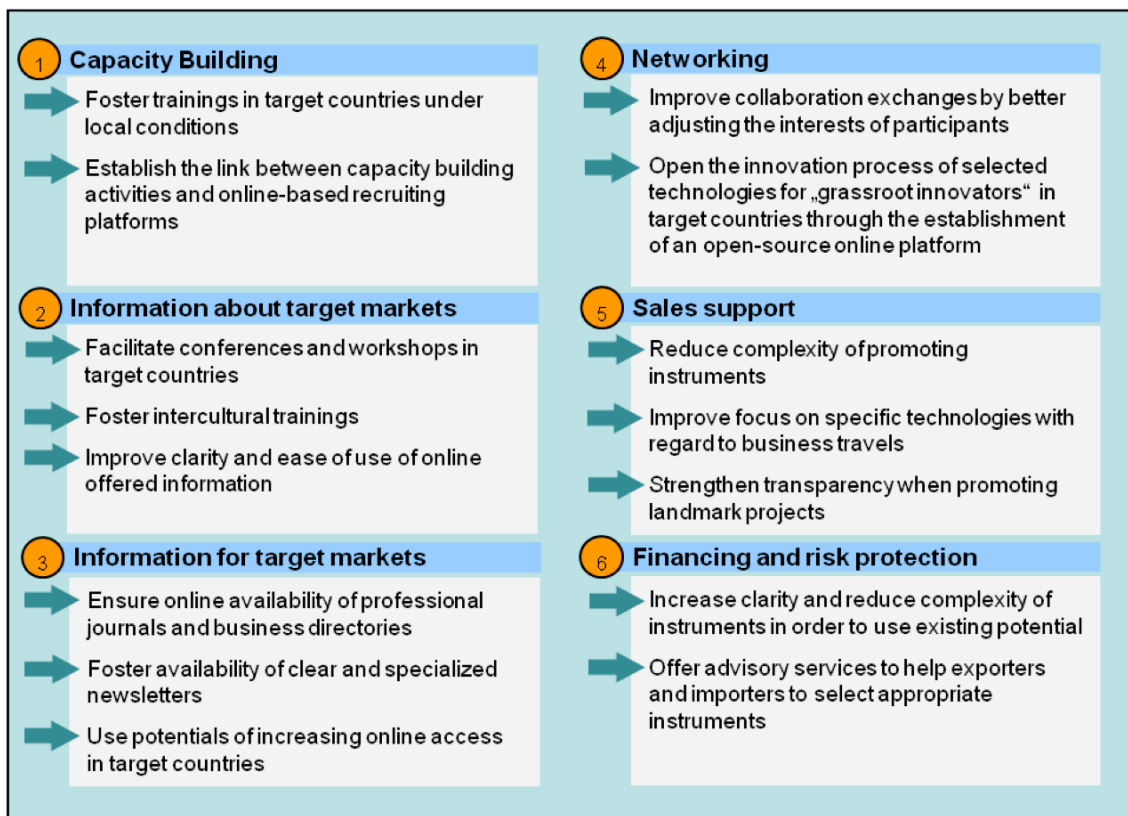 1 Capacity Building
Foster trainings in target countries under
local conditions
Establish the link between capacity building
activities and online-based recruiting
platforms
2 Information about target markets
Facilitate conferences and workshops in
target countries
Foster intercultural trainings
Improve clarity and ease of use of online
offered information
3 Information for target markets
Ensure online availability of professional
journals and business directories
Foster availability of clear and specialized
newsletters
Use potentials of increasing online access
in target countries
4 Networking
Improve collaboration exchanges by better
adjusting the interests of participants
Open the innovation process of selected
technologies for „grassroot innovators“ in
target countries through the establishment
of an open-source online platform
5 Sales support
Reduce complexity of promoting
instruments
Improve focus on specific technologies with
regard to business travels
Strengthen transparency when promoting
landmark projects
6 Financing and risk protection
Increase clarity and reduce complexity of
instruments in order to use existing potential
Offer advisory services to help exporters
and importers to select appropriate
instruments